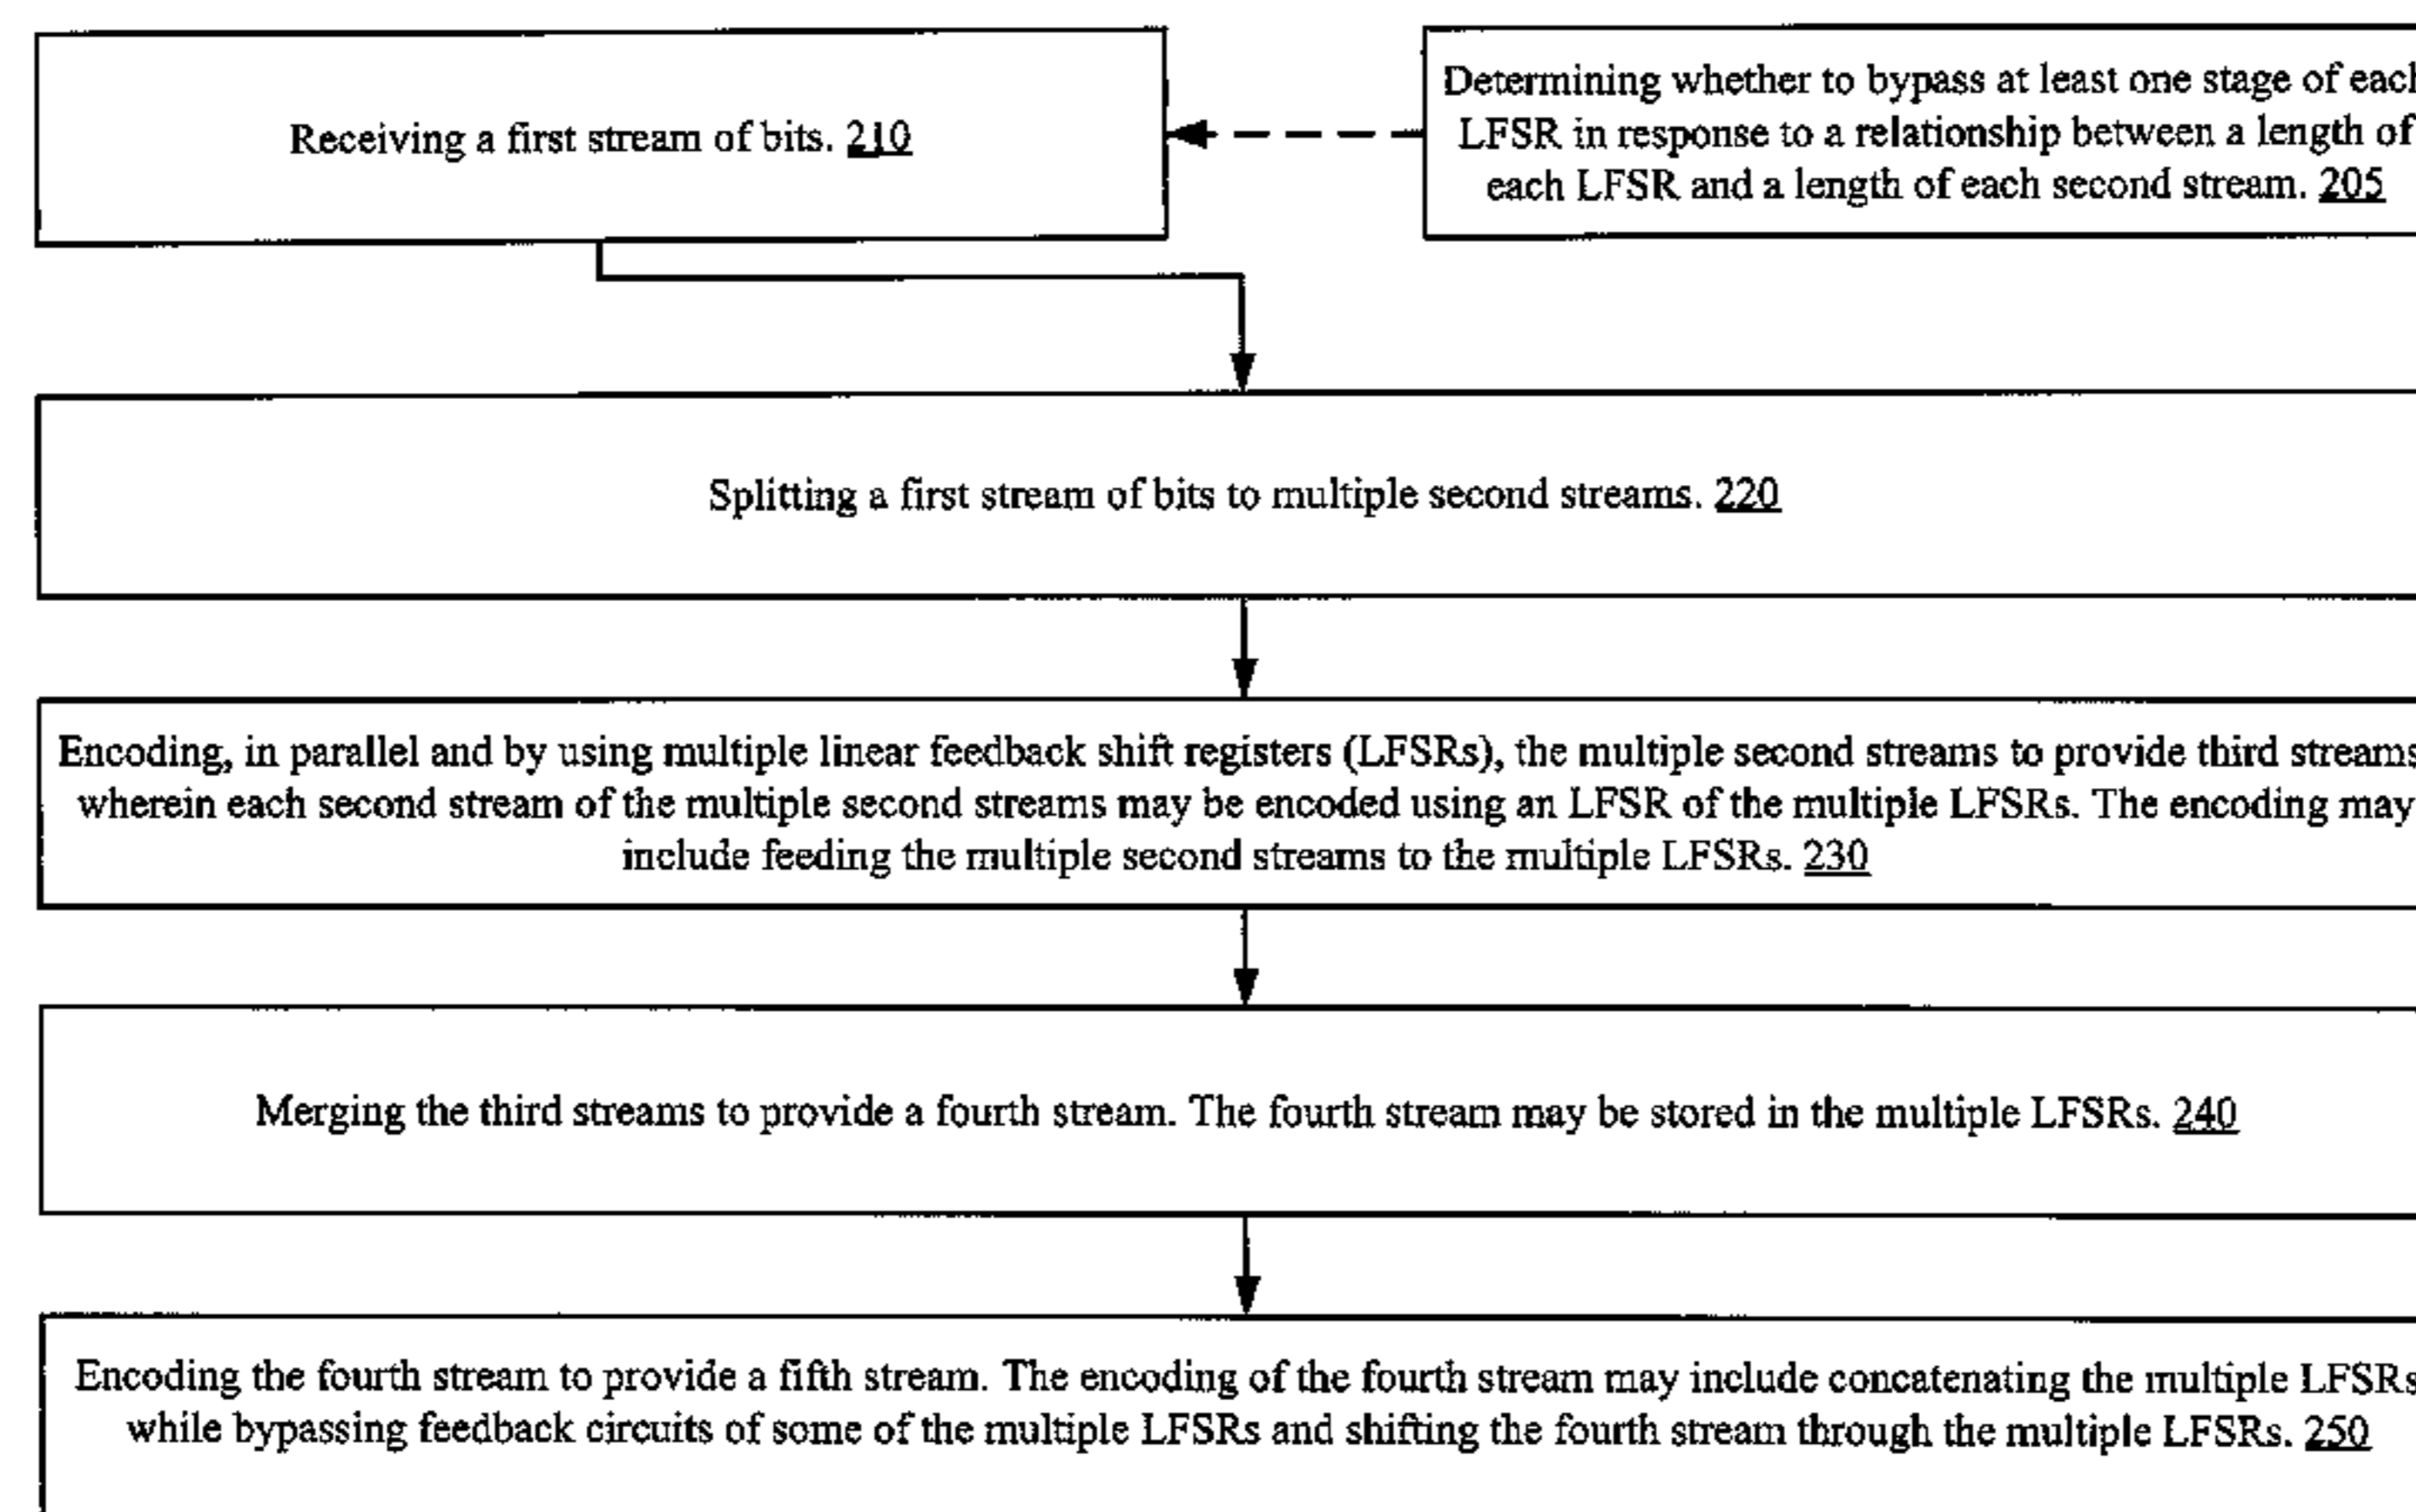 Receiving a first stream of bits. 210
Determining whether to bypass at least one stage of each
LFSR in response to a relationship between a length of
each LFSR and a length of each second stream. 205
Splitting a first stream of bits to multiple second streams. 220
Encoding, in parallel and by using multiple linear feedback shift registers (LFSRs), the multiple second streams to provide third streams
wherein each second stream of the multiple second streams may be encoded using an LFSR of the multiple LFSRs. The encoding may
include feeding the multiple second streams to the multiple LFSRs. 230
Merging the third streams to provide a fourth stream. The fourth stream may be stored in the multiple LFSRs. 240
Encoding the fourth stream to provide a fifth stream. The encoding of the fourth stream may include concatenating the multiple LFSRs
while bypassing feedback circuits of some of the multiple LFSRs and shifting the fourth stream through the multiple LFSRs. 250